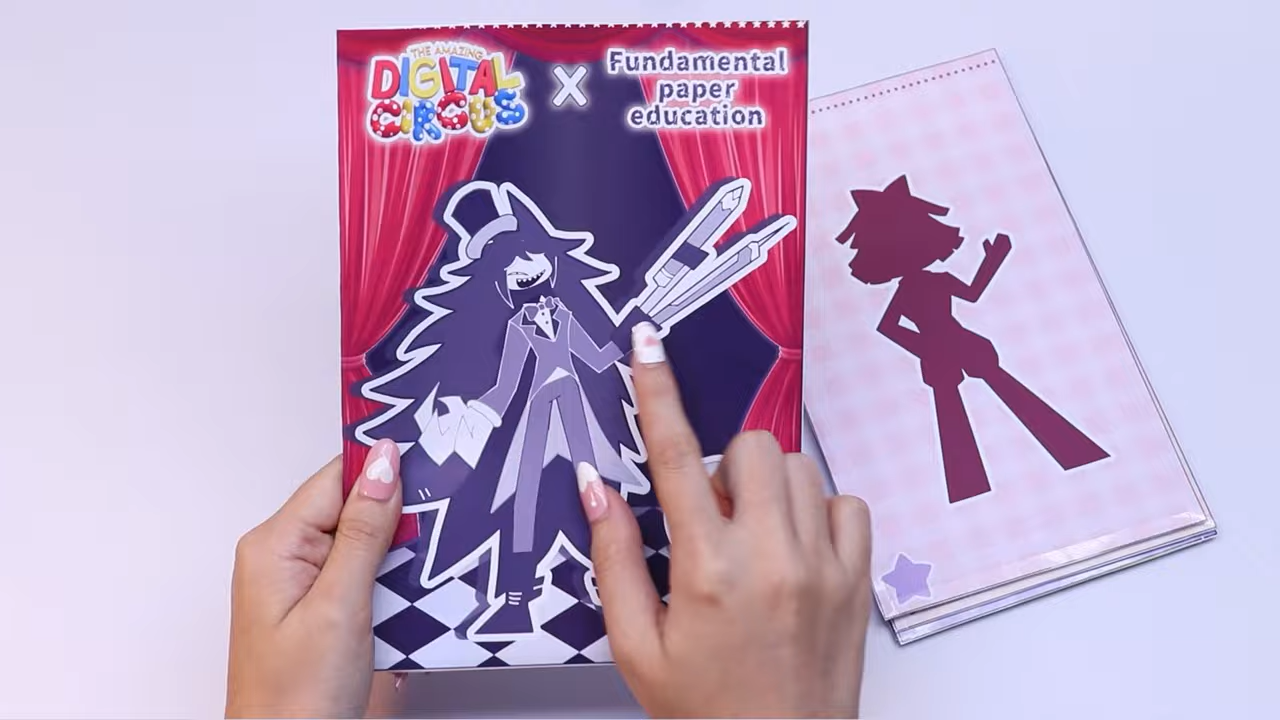 THE AMAZING
DIGITAL
CIRCUS
X
Fundamental
paper
education